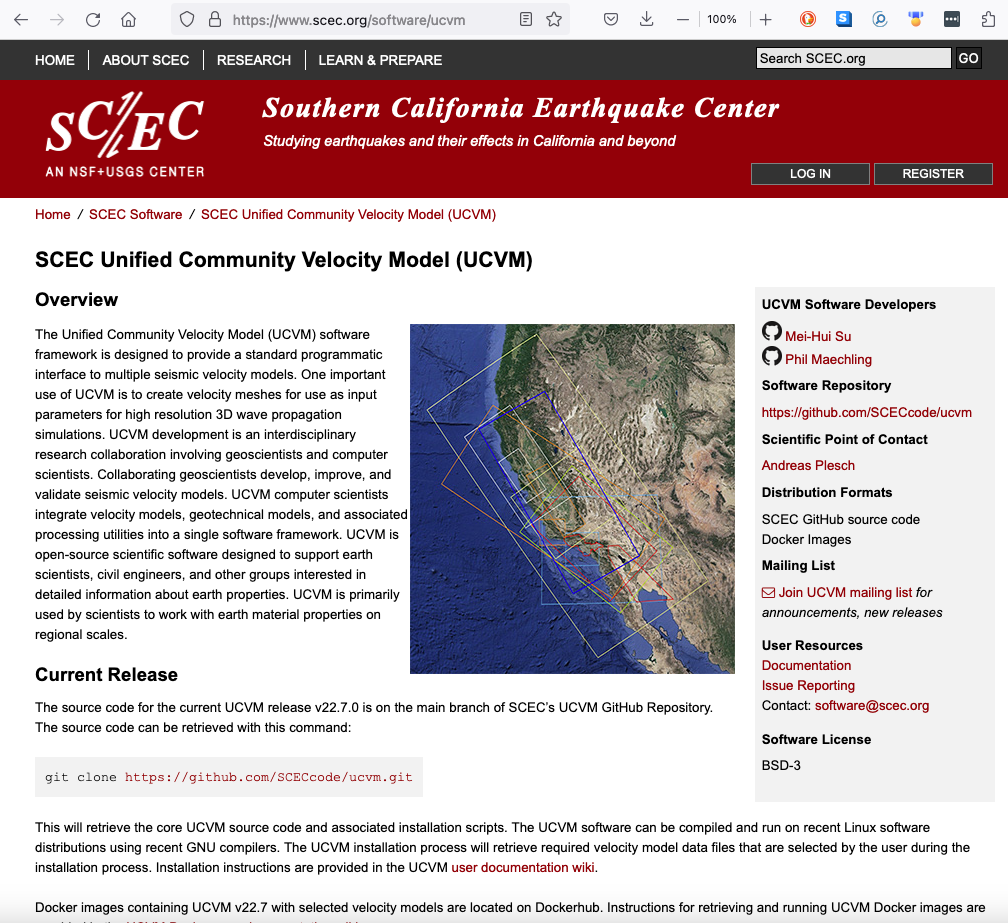 https://www.scec.org/software/ucvm
100%
HOME
ABOUT SCEC
RESEARCH
LEARN & PREPARE
Search SCEC.org
GO
SC/EC
AN NSF+USGS CENTER
Southern California Earthquake Center
Studying earthquakes and their effects in California and beyond
LOG IN
REGISTER
Home / SCEC Software / SCEC Unified Community Velocity Model (UCVM)
SCEC Unified Community Velocity Model (UCVM)
Overview
The Unified Community Velocity Model (UCVM) software
framework is designed to provide a standard programmatic
interface to multiple seismic velocity models. One important
use of UCVM is to create velocity meshes for use as input
parameters for high resolution 3D wave propagation
simulations. UCVM development is an interdisciplinary
research collaboration involving geoscientists and computer
scientists. Collaborating geoscientists develop, improve, and
validate seismic velocity models. UCVM computer scientists
integrate velocity models, geotechnical models, and associated
processing utilities into a single software framework. UCVM is
open-source scientific software designed to support earth
scientists, civil engineers, and other groups interested in
detailed information about earth properties. UCVM is primarily
used by scientists to work with earth material properties on
regional scales.
Current Release
The source code for the current UCVM release v22.7.0 is on the main branch of SCEC's UCVM GitHub Repository.
The source code can be retrieved with this command:
git clone https://github.com/SCECcode/ucvm.git
This will retrieve the core UCVM source code and associated installation scripts. The UCVM software can be compiled and run on recent Linux software
distributions using recent GNU compilers. The UCVM installation process will retrieve required velocity model data files that are selected by the user during the
installation process. Installation instructions are provided in the UCVM user documentation wiki.
Docker images containing UCVM v22.7 with selected velocity models are located on Dockerhub. Instructions for retrieving and running UCVM Docker images are
UCVM Software Developers
Mei-Hui Su
Phil Maechling
Software Repository
https://github.com/SCECcode/ucvm
Scientific Point of Contact
Andreas Plesch
Distribution Formats
SCEC GitHub source code
Docker Images
Mailing List
Join UCVM mailing list for
announcements, new releases
User Resources
Documentation
Issue Reporting
Contact: software@scec.org
Software License
BSD-3